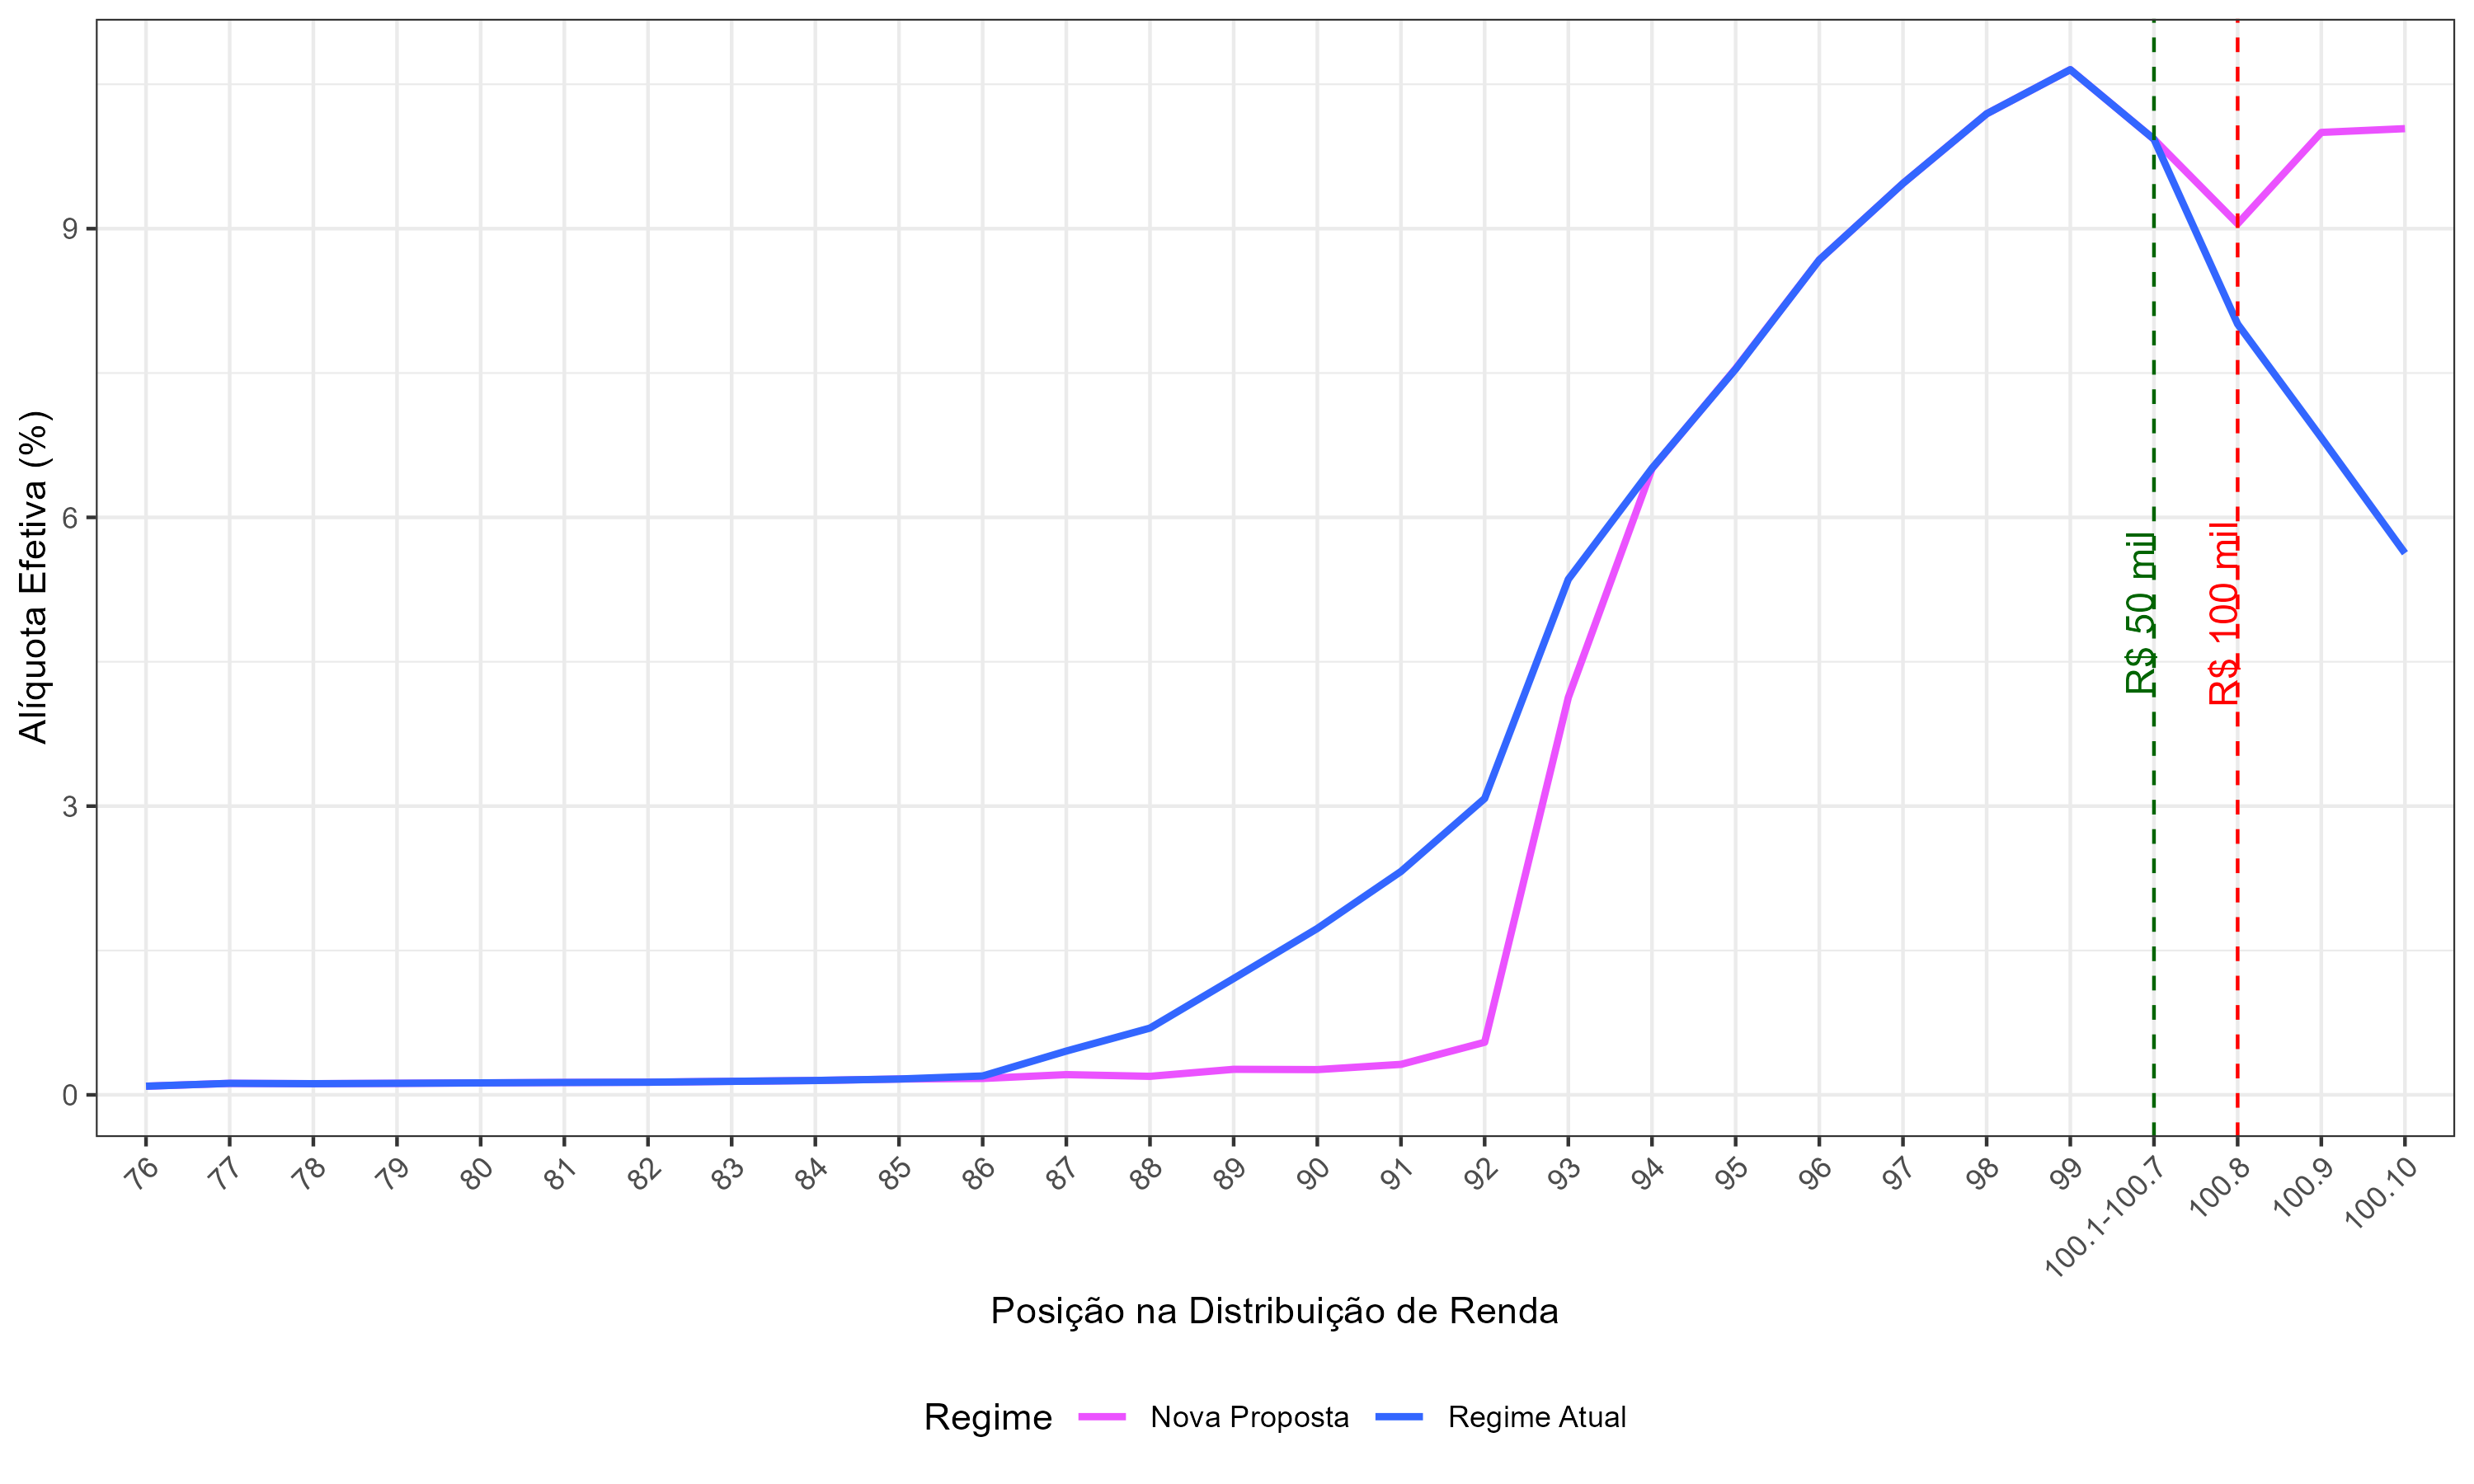 Alíquota Efetiva (%)
9
6
3
0
R$ 50 mil
R$ 100 mil
76 77 78 79 80 81 82 83 84 85 86 87 88 89 90 91 92 93 94 95 96 97 98 99 100.1-100.7 100.8 100.9 100.10
Posição na Distribuição de Renda
Regime Nova Proposta Regime Atual